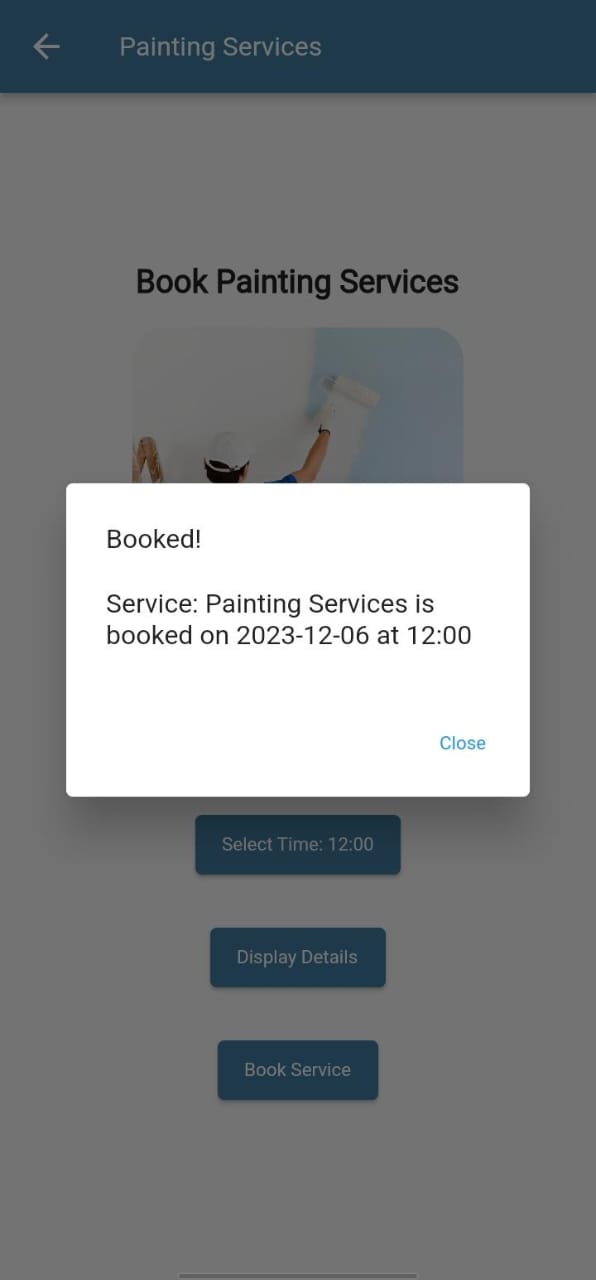 Painting Services
Book Painting Services
Booked!
Service: Painting Services is
booked on 2023-12-06 at 12:00
Close
Select Time: 12:00
Display Details
Book Service